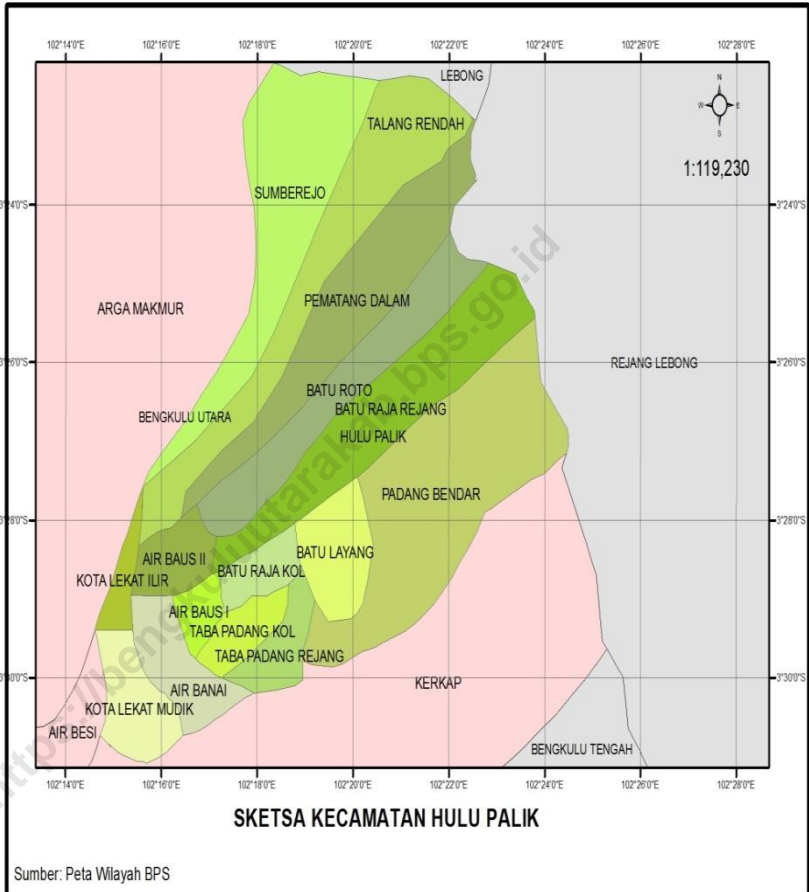 102°14'0"E 102°16'0"E 102°18'0"E 102°20'0"E 102°22'0"E 102°24'0"E 102°26'0"E 102°28'0"E
LEBONG
N
W E
S
TALANG RENDAH
1:119,230
SUMBEREJO
3°24'0"S 3°24'0"S
PEMATANG DALAM
ARGA MAKMUR
3°26'0"S 3°26'0"S
REJANG LEBONG
BATU ROTO
BATU RAJA REJANG
BENGKULU UTARA
HULU PALIK
PADANG BENDAR
3°28'0"S 3°28'0"S
BATU LAYANG
AIR BAUS II
BATU RAJA KOL
KOTA LEKAT ILIR
AIR BAUS I
TABA PADANG KOL
TABA PADANG REJANG
3°30'0"S 3°30'0"S
KERKAP
AIR BANAI
KOTA LEKAT MUDIK
AIR BESI
BENGKULU TENGAH
102°14'0"E 102°16'0"E 102°18'0"E 102°20'0"E 102°22'0"E 102°24'0"E 102°26'0"E 102°28'0"E
SKETSA KECAMATAN HULU PALIK
Sumber: Peta Wilayah BPS
https://bengkuluutarakab.bps.go.id